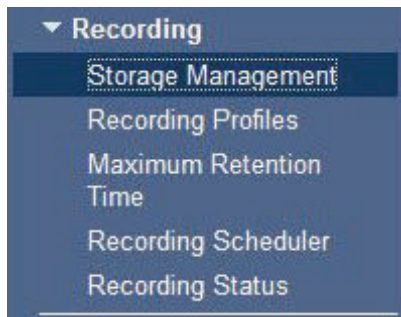 Recording
Storage Management
Recording Profiles
Maximum Retention
Time
Recording Scheduler
Recording Status